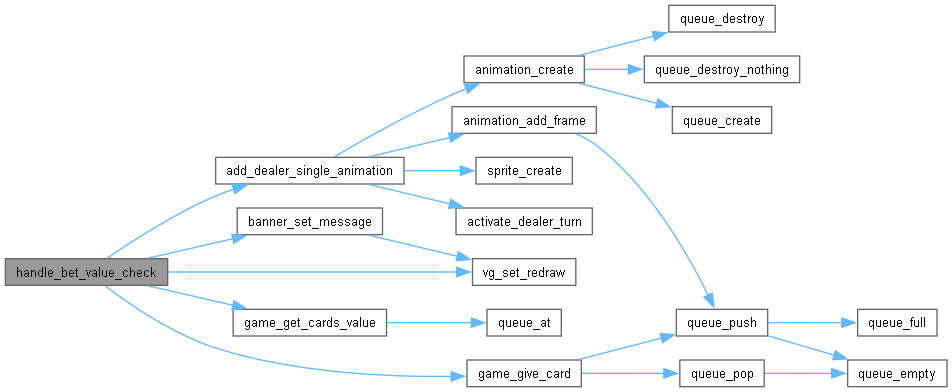 queue_destroy
animation_create
queue_destroy_nothing
animation_add_frame
queue_create
add_dealer_single_animation
sprite_create
banner_set_message
activate_dealer_turn
handle_bet_value_check
vg_set_redraw
game_get_cards_value
queue_at
queue_push
queue_full
game_give_card
queue_pop
queue_empty